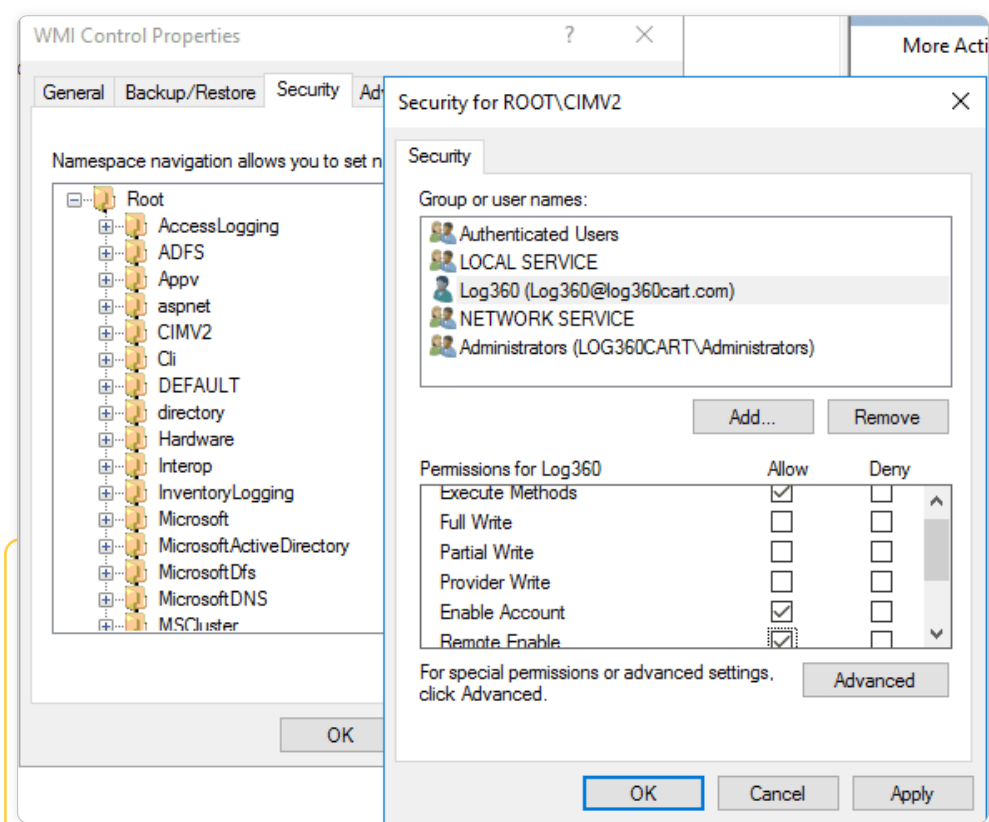 WMI Control Properties
?
More Acti
General Backup/Restore Security Ad
Namespace navigation allows you to set n
Root
AccessLogging
ADFS
Appv
aspnet
CIMV2
Cli
DEFAULT
directory
Hardware
Interop
InventoryLogging
Microsoft
MicrosoftActiveDirectory
MicrosoftDfs
MicrosoftDNS
MSCluster
OK
Security for ROOT\CIMV2
Security
Group or user names:
Authenticated Users
LOCAL SERVICE
Log360 (Log360@log360cart.com)
NETWORK SERVICE
Administrators (LOG360CART\Administrators)
Add... Remove
Permissions for Log360 Allow Deny
Execute Methods
Full Write
Partial Write
Provider Write
Enable Account
Remote Enable
For special permissions or advanced settings,
click Advanced.
Advanced
OK Cancel Apply